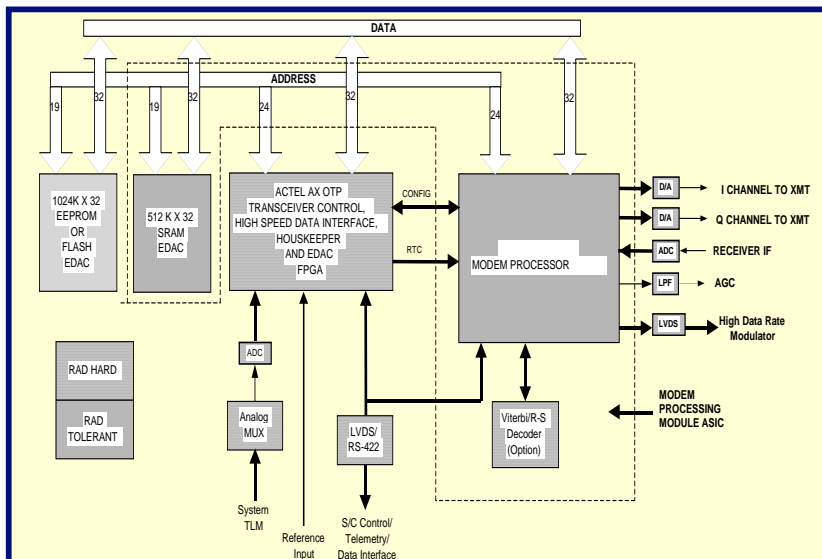 DATA
ADDRESS
19
32
19
32
24
32
24
32
1024K X 32
EEPROM
OR
FLASH
EDAC
512 K X 32
SRAM
EDAC
ACTEL AX OTP
TRANSCEIVER CONTROL,
HIGH SPEED DATA INTERFACE,
HOUSKEEPER
AND EDAC
FPGA
CONFIG
RTC
MODEM PROCESSOR
D/A
I CHANNEL TO XMT
D/A
Q CHANNEL TO XMT
ADC
RECEIVER IF
LPF
AGC
LVDS
High Data Rate
Modulator
RAD HARD
RAD
TOLERANT
ADC
Analog
MUX
LVDS/
RS-422
Viterbi/R-S
Decoder
(Option)
MODEM
PROCESSING
MODULE ASIC
System
TLM
Reference
Input
S/C Control/
Telemetry/
Data Interface